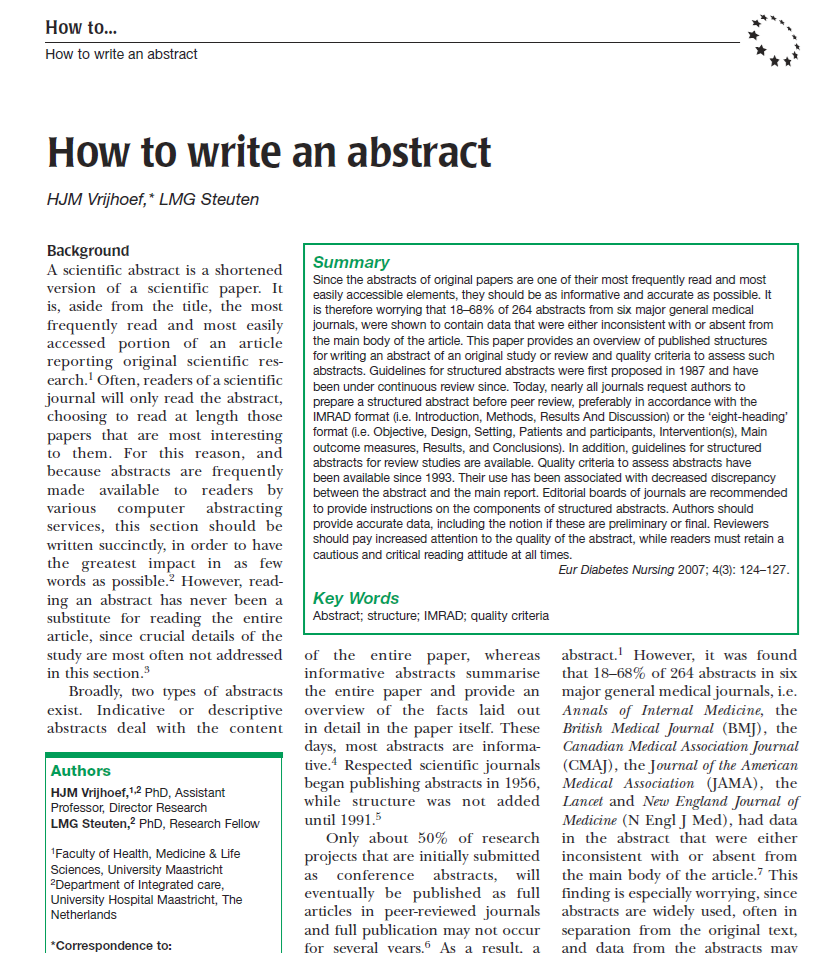 How to...
How to write an abstract
How to write an abstract
HJM Vrijhoef,* LMG Steuten
Background
A scientific abstract is a shortened
version of a scientific paper. It
is, aside from the title, the most
frequently read and most easily
accessed portion of an article
reporting original scientific res-
earch.1 Often, readers of a scientific
journal will only read the abstract,
choosing to read at length those
papers that are most interesting
to them. For this reason, and
because abstracts are frequently
made available to readers by
various computer abstracting
services, this section should be
written succinctly, in order to have
the greatest impact in as few
words as possible.2 However, read-
ing an abstract has never been a
substitute for reading the entire
article, since crucial details of the
study are most often not addressed
in this section.3
Broadly, two types of abstracts
exist. Indicative or descriptive
abstracts deal with the content
Summary
Since the abstracts of original papers are one of their most frequently read and most
easily accessible elements, they should be as informative and accurate as possible. It
is therefore worrying that 18–68% of 264 abstracts from six major general medical
journals, were shown to contain data that were either inconsistent with or absent from
the main body of the article. This paper provides an overview of published structures
for writing an abstract of an original study or review and quality criteria to assess such
abstracts. Guidelines for structured abstracts were first proposed in 1987 and have
been under continuous review since. Today, nearly all journals request authors to
prepare a structured abstract before peer review, preferably in accordance with the
IMRAD format (i.e. Introduction, Methods, Results And Discussion) or the ‘eight-heading’
format (i.e. Objective, Design, Setting, Patients and participants, Intervention(s), Main
outcome measures, Results, and Conclusions). In addition, guidelines for structured
abstracts for review studies are available. Quality criteria to assess abstracts have
been available since 1993. Their use has been associated with decreased discrepancy
between the abstract and the main report. Editorial boards of journals are recommended
to provide instructions on the components of structured abstracts. Authors should
provide accurate data, including the notion if these are preliminary or final. Reviewers
should pay increased attention to the quality of the abstract, while readers must retain a
cautious and critical reading attitude at all times.
Eur Diabetes Nursing 2007; 4(3): 124–127.
Key Words
Abstract; structure; IMRAD; quality criteria
Authors
HJM Vrijhoef,1,2 PhD, Assistant
Professor, Director Research
LMG Steuten,2 PhD, Research Fellow
1Faculty of Health, Medicine & Life
Sciences, University Maastricht
2Department of Integrated care,
University Hospital Maastricht, The
Netherlands
*Correspondence to:
of the entire paper, whereas
informative abstracts summarise
the entire paper and provide an
overview of the facts laid out
in detail in the paper itself. These
days, most abstracts are informa-
tive.4 Respected scientific journals
began publishing abstracts in 1956,
while structure was not added
until 1991.5
Only about 50% of research
projects that are initially submitted
as conference abstracts, will
eventually be published as full
articles in peer-reviewed journals
and full publication may not occur
for several years.6 As a result, a
abstract.1 However, it was found
that 18–68% of 264 abstracts in six
major general medical journals, i.e.
Annals of Internal Medicine, the
British Medical Journal (BMJ), the
Canadian Medical Association Journal
(CMAJ), the Journal of the American
Medical Association (JAMA), the
Lancet and New England Journal of
Medicine (N Engl J Med), had data
in the abstract that were either
inconsistent with or absent from
the main body of the article.7 This
finding is especially worrying, since
abstracts are widely used, often in
separation from the original text,
and data from the abstracts may